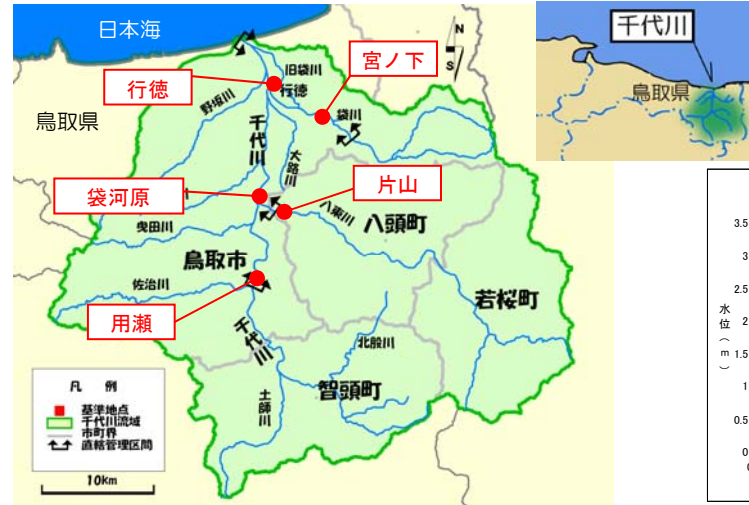 日本海
鳥取県
行徳
宮ノ下
旧袋川
行徳
野坂川
袋川
千代川
大路川
袋河原
片山
八東川
八頭町
曳田川
鳥取市
佐治川
若桜町
用瀬
千代川
北股川
智頭町
土師川
N
S
凡 例
基準地点
千代川流域
市町界
直轄管理区間
10km
千代川
鳥取県
3.5
3
2.5
2
1.5
1
0.5
0
水位(m)